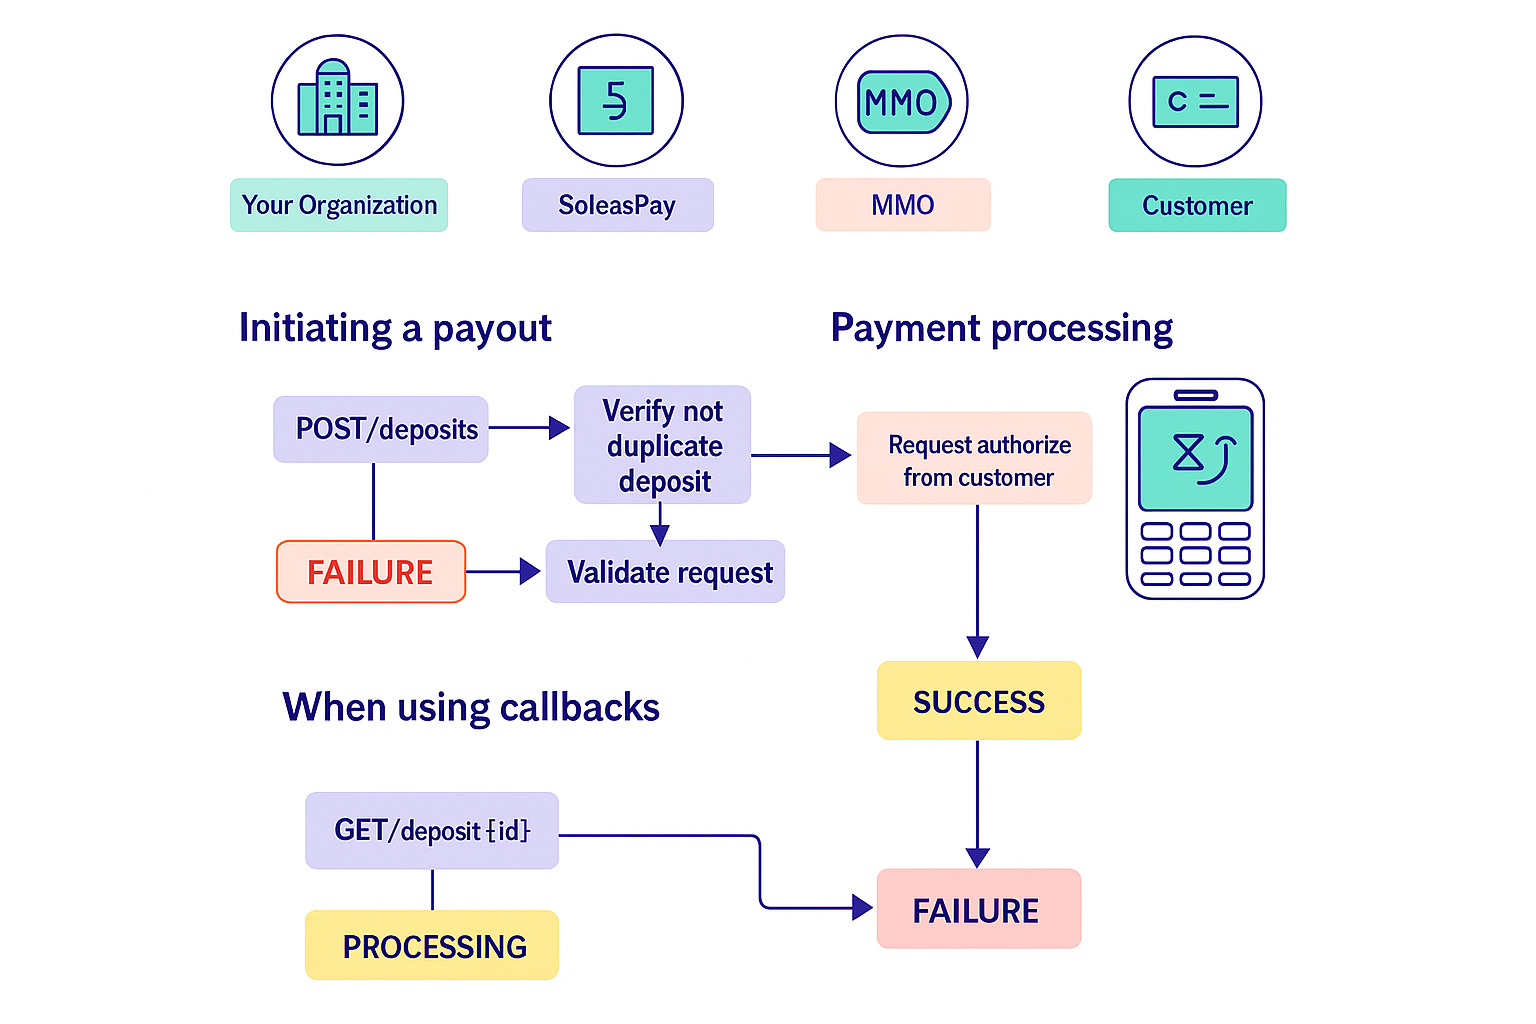 5
MMO
C
Your Organization
SoleasPay
MMO
Customer
Initiating a payout
Payment processing
POST/deposits
Verify not
duplicate
deposit
Request authorize
from customer
FAILURE
Validate request
When using callbacks
SUCCESS
GET/deposit {id}
FAILURE
PROCESSING